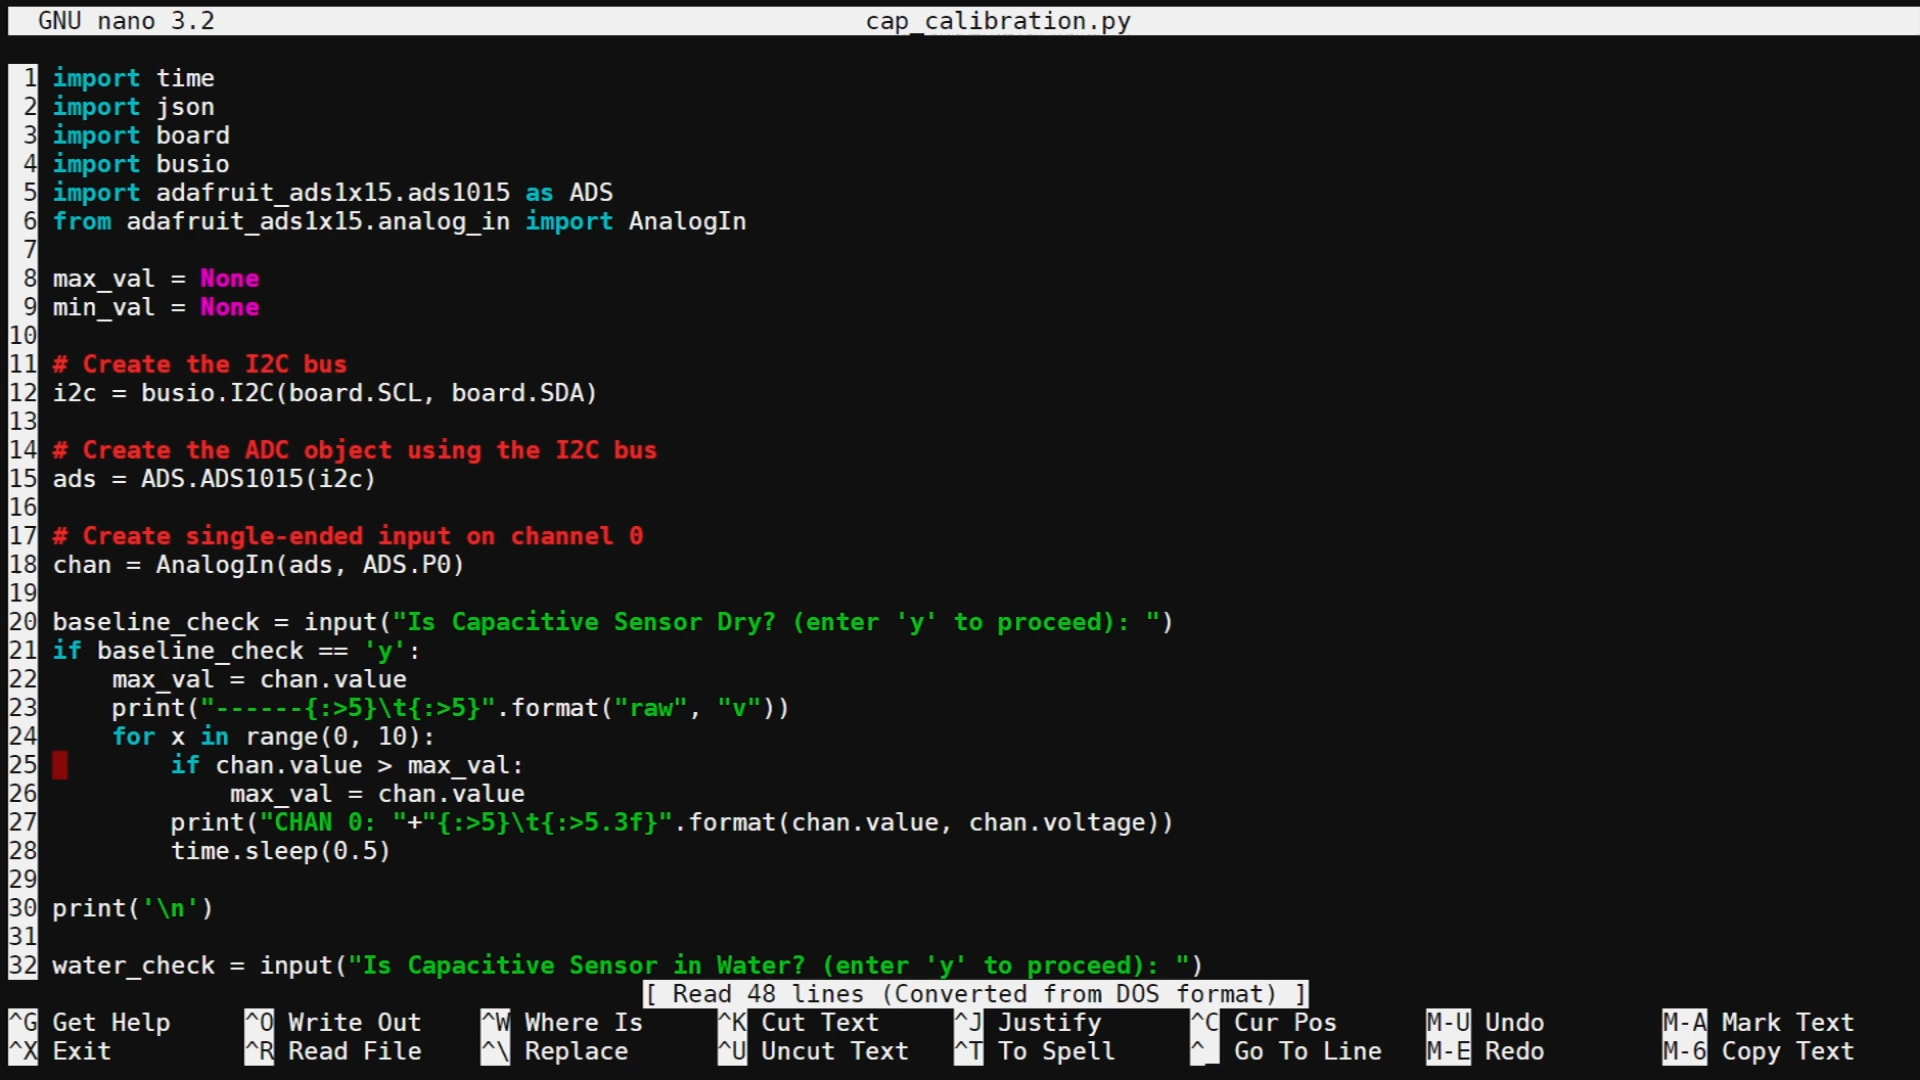 GNU nano 3.2 cap_calibration.py
1 import time
2 import json
3 import board
4 import busio
5 import adafruit_ads1x15.ads1015 as ADS
6 from adafruit_ads1x15.analog_in import AnalogIn
7
8 max_val = None
9 min_val = None
10
11 # Create the I2C bus
12 i2c = busio.I2C(board.SCL, board.SDA)
13
14 # Create the ADC object using the I2C bus
15 ads = ADS.ADS1015(i2c)
16
17 # Create single-ended input on channel 0
18 chan = AnalogIn(ads, ADS.P0)
19
20 baseline_check = input("Is Capacitive Sensor Dry? (enter 'y' to proceed): ")
21 if baseline_check == 'y':
22     max_val = chan.value
23     print("------{:>5}\t{:>5}".format("raw", "v"))
24     for x in range(0, 10):
25         if chan.value > max_val:
26             max_val = chan.value
27         print("CHAN 0: "+"{:>5}\t{:>5.3f}".format(chan.value, chan.voltage))
28         time.sleep(0.5)
29
30 print('\n')
31
32 water_check = input("Is Capacitive Sensor in Water? (enter 'y' to proceed): ")
[ Read 48 lines (Converted from DOS format) ]
^G Get Help ^O Write Out ^W Where Is ^K Cut Text ^J Justify ^C Cur Pos M-U Undo M-A Mark Text
^X Exit ^R Read File ^\ Replace ^U Uncut Text ^T To Spell ^_ Go To Line M-E Redo M-6 Copy Text